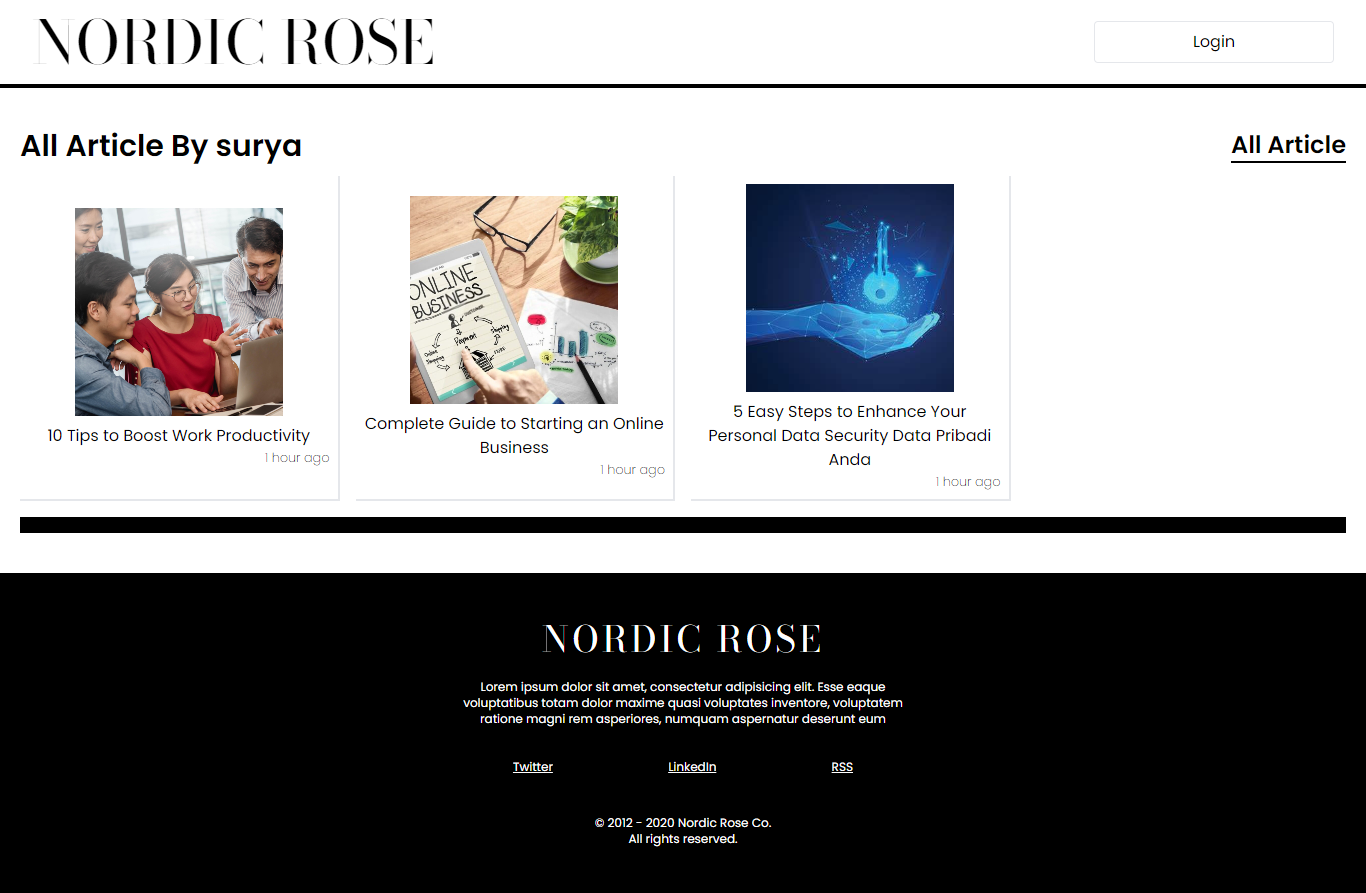 NORDIC ROSE
Login
All Article By surya
All Article
10 Tips to Boost Work Productivity
1 hour ago
ONLINE
BUSINESS
Payment
Online
Shopping
Shipping
Complete Guide to Starting an Online
Business
1 hour ago
5 Easy Steps to Enhance Your
Personal Data Security Data Pribadi
Anda
1 hour ago
NORDIC ROSE
Lorem ipsum dolor sit amet, consectetur adipisicing elit. Esse eaque
voluptatibus totam dolor maxime quasi voluptates inventore, voluptatem
ratione magni rem asperiores, numquam aspernatur deserunt eum
Twitter
LinkedIn
RSS
© 2012 - 2020 Nordic Rose Co.
All rights reserved.